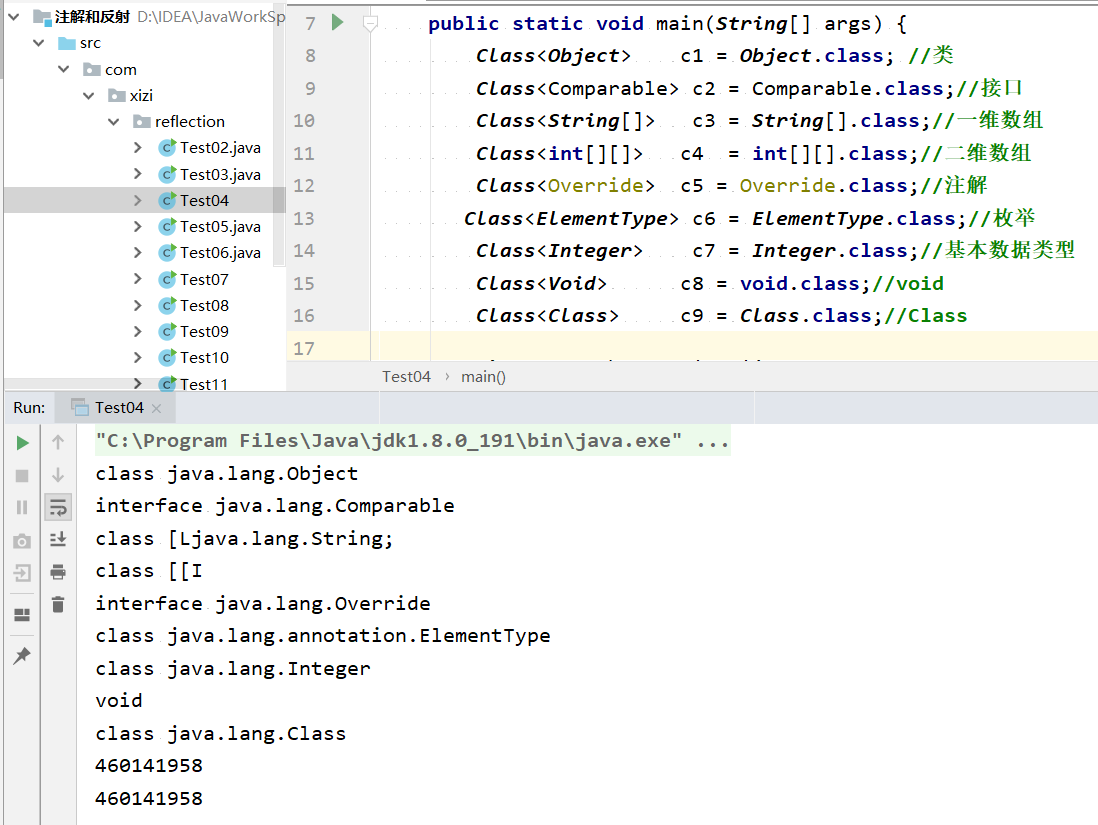 注解和反射 D:\IDEA\JavaWorkSp
src
com
xizi
reflection
Test02.java
Test03.java
Test04
Test05.java
Test06.java
Test07
Test08
Test09
Test10
Test11
7 public static void main(String[] args) {
8 Class<Object> c1 = Object.class; //类
9 Class<Comparable> c2 = Comparable.class;//接口
10 Class<String[]> c3 = String[].class;//一维数组
11 Class<int[][]> c4 = int[][].class;//二维数组
12 Class<Override> c5 = Override.class;//注解
13 Class<ElementType> c6 = ElementType.class;//枚举
14 Class<Integer> c7 = Integer.class;//基本数据类型
15 Class<Void> c8 = void.class;//void
16 Class<Class> c9 = Class.class;//Class
17
Test04 › main()
Run: Test04 ×
"C:\Program Files\Java\jdk1.8.0_191\bin\java.exe" ...
class java.lang.Object
interface java.lang.Comparable
class [Ljava.lang.String;
class [[I
interface java.lang.Override
class java.lang.annotation.ElementType
class java.lang.Integer
void
class java.lang.Class
460141958
460141958